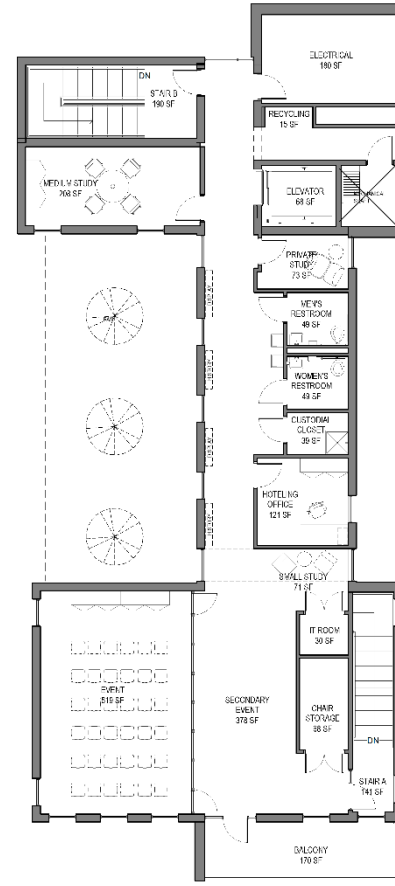 ELECTRICAL
180 SF
DN
STAIR B
190 SF
RECYCLING
15 SF
MEDIUM STUDY
203 SF
ELEVATOR
68 SF
PRIVATE
STUDY
73 SF
MEN'S
RESTROOM
49 SF
WOMEN'S
RESTROOM
49 SF
CUSTODIAL
CLOSET
39 SF
HOTELING
OFFICE
121 SF
SMALL STUDY
71 SF
IT ROOM
30 SF
EVENT
519 SF
SECONDARY
EVENT
378 SF
CHAIR
STORAGE
88 SF
DN
STAIR A
141 SF
BALCONY
170 SF